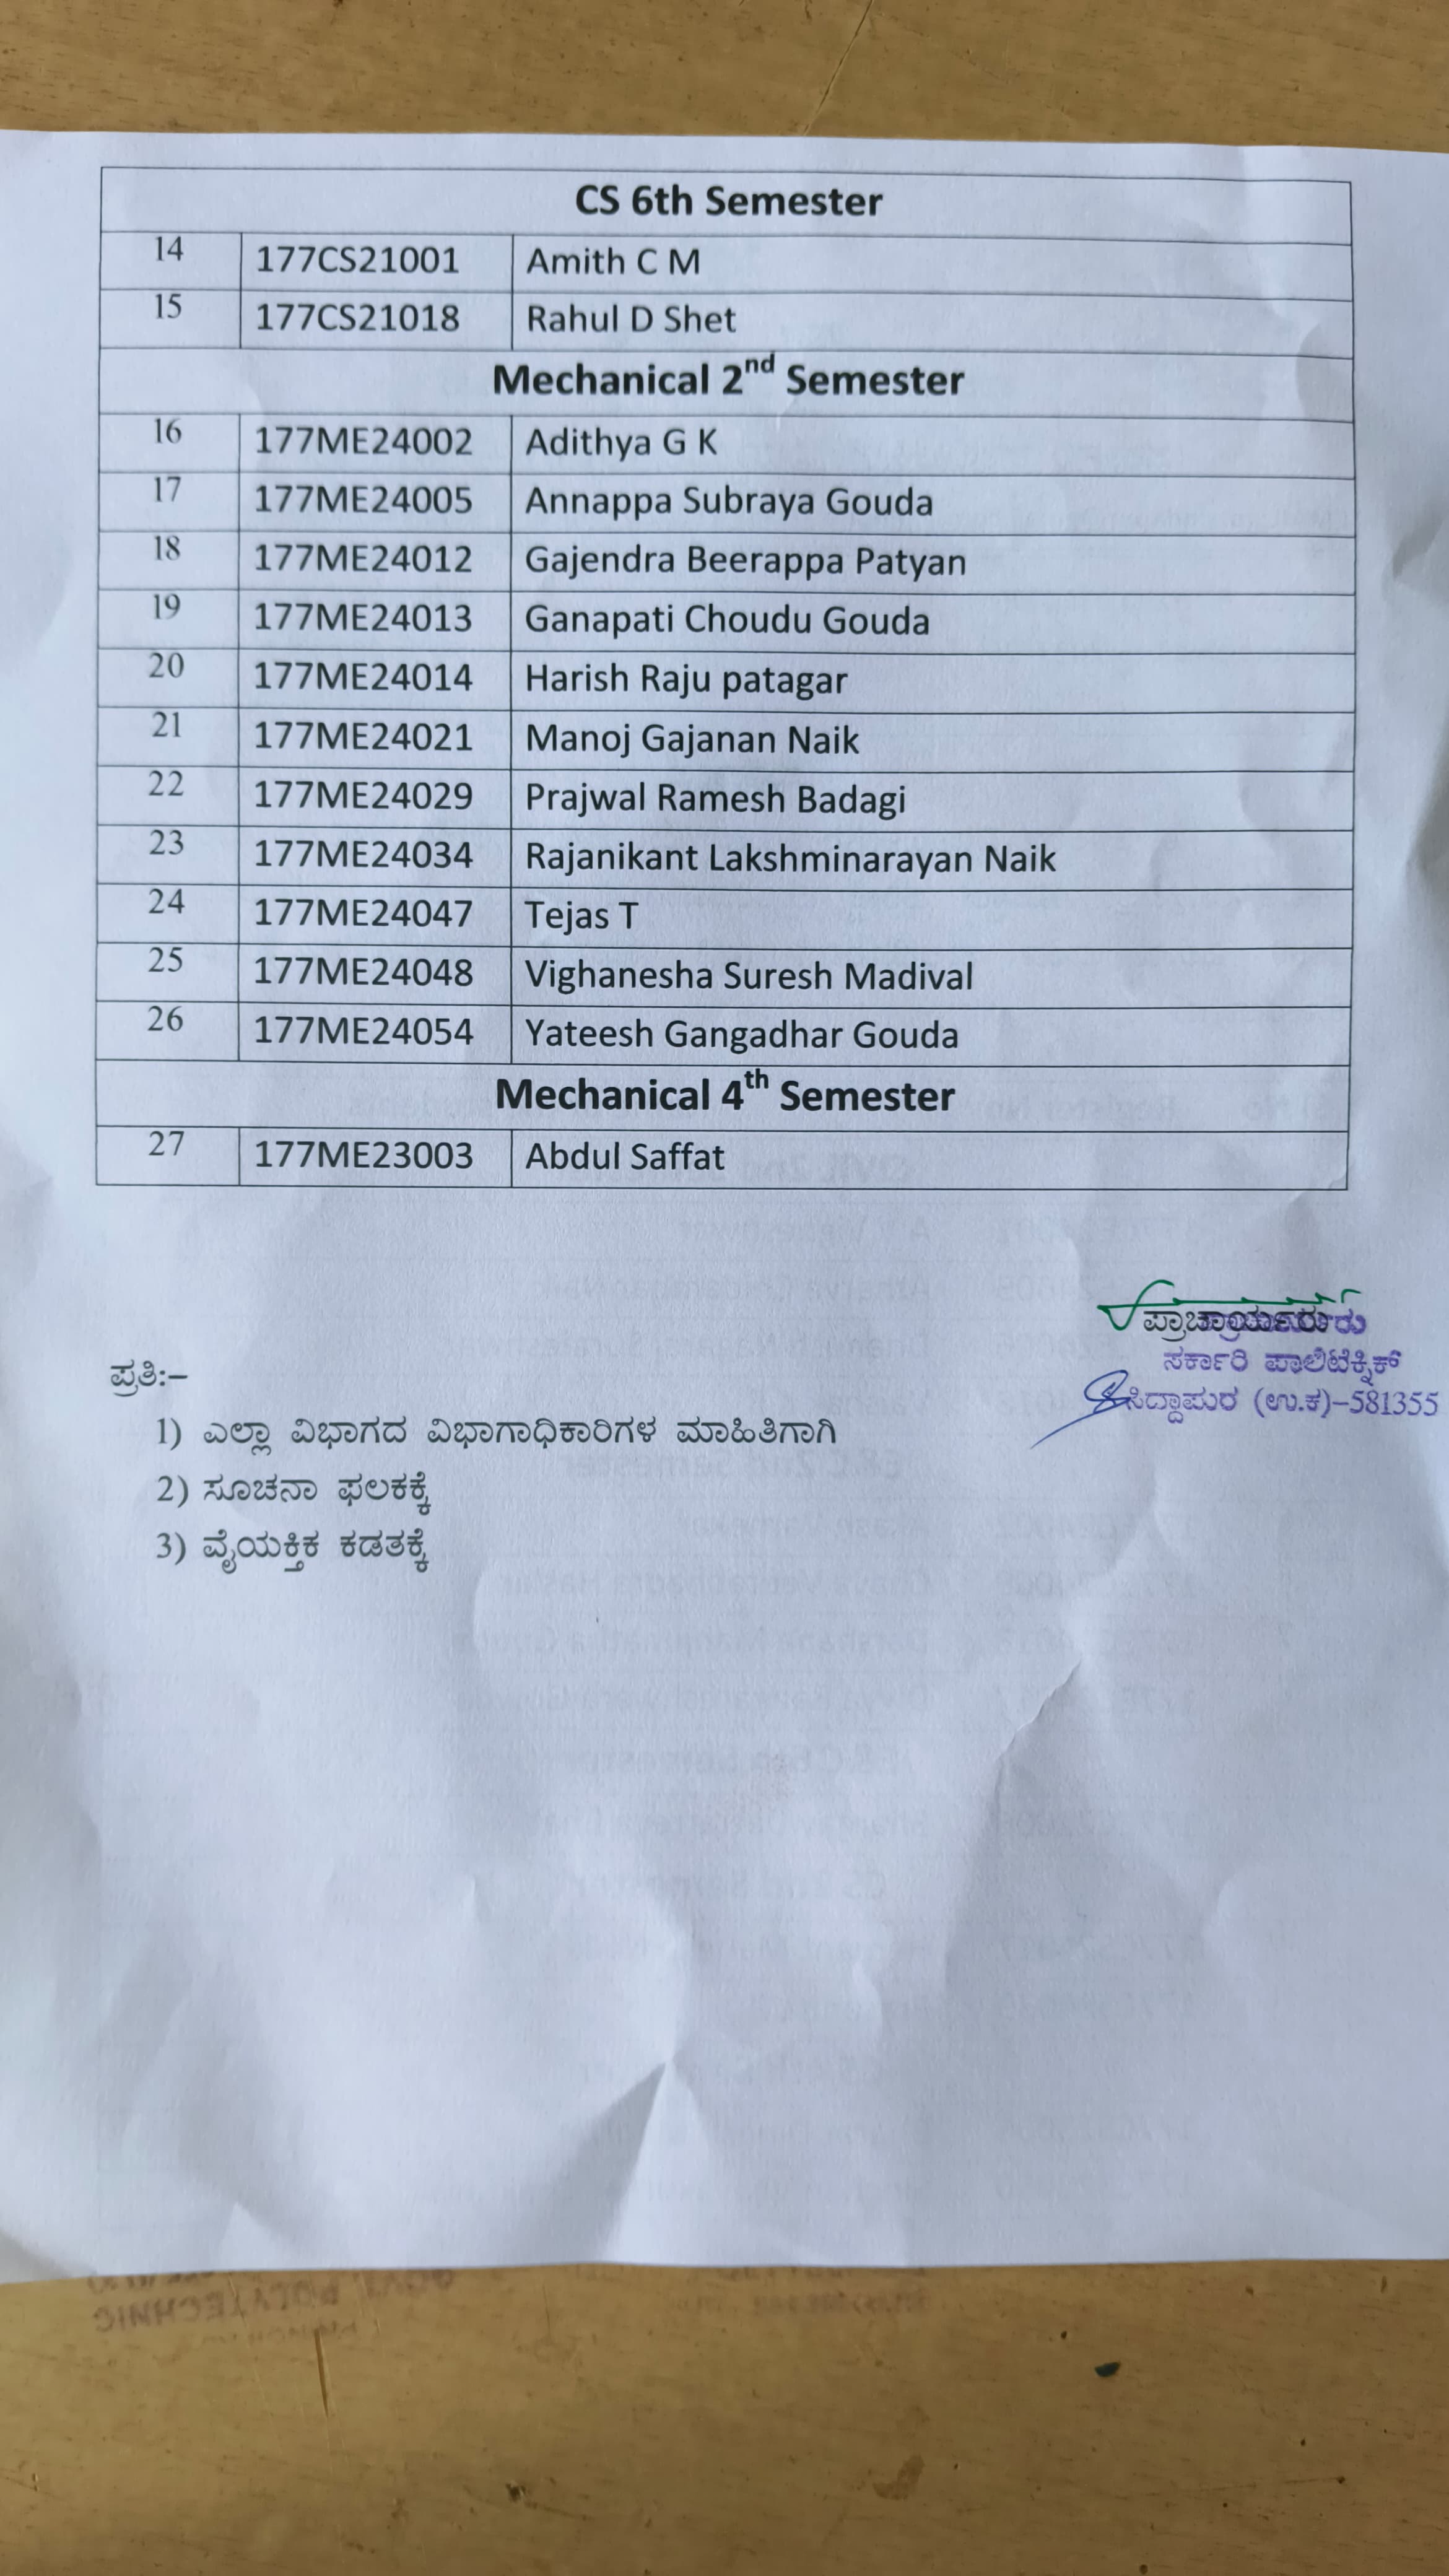 CS 6th Semester
14 177CS21001 Amith C M
15 177CS21018 Rahul D Shet
Mechanical 2nd Semester
16 177ME24002 Adithya G K
17 177ME24005 Annappa Subraya Gouda
18 177ME24012 Gajendra Beerappa Patyan
19 177ME24013 Ganapati Choudu Gouda
20 177ME24014 Harish Raju patagar
21 177ME24021 Manoj Gajanan Naik
22 177ME24029 Prajwal Ramesh Badagi
23 177ME24034 Rajanikant Lakshminarayan Naik
24 177ME24047 Tejas T
25 177ME24048 Vighanesha Suresh Madival
26 177ME24054 Yateesh Gangadhar Gouda
Mechanical 4th Semester
27 177ME23003 Abdul Saffat
ಪ್ರಾಚಾರ್ಯರು
ಸರ್ಕಾರಿ ಪಾಲಿಟೆಕ್ನಿಕ್
ಸಿದ್ದಾಪುರ (ಉ.ಕ)-581355
ಪ್ರತಿ:-
1) ಎಲ್ಲಾ ವಿಭಾಗದ ವಿಭಾಗಾಧಿಕಾರಿಗಳ ಮಾಹಿತಿಗಾಗಿ
2) ಸೂಚನಾ ಫಲಕಕ್ಕೆ
3) ವೈಯಕ್ತಿಕ ಕಡತಕ್ಕೆ